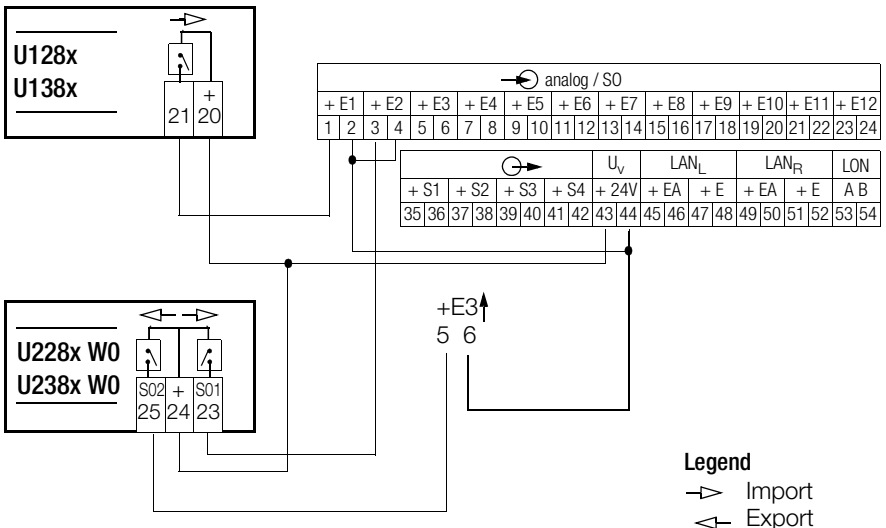 U128x
U138x
+
21 20
analog / S0
+ E1 + E2 + E3 + E4 + E5 + E6 + E7 + E8 + E9 + E10 + E11 + E12
1 2 3 4 5 6 7 8 9 10 11 12 13 14 15 16 17 18 19 20 21 22 23 24
Uv LANL LANR LON
+ S1 + S2 + S3 + S4 + 24V + EA + E + EA + E A B
35 36 37 38 39 40 41 42 43 44 45 46 47 48 49 50 51 52 53 54
+E3
5 6
U228x W0
U238x W0
S02 + S01
25 24 23
Legend
Import
Export